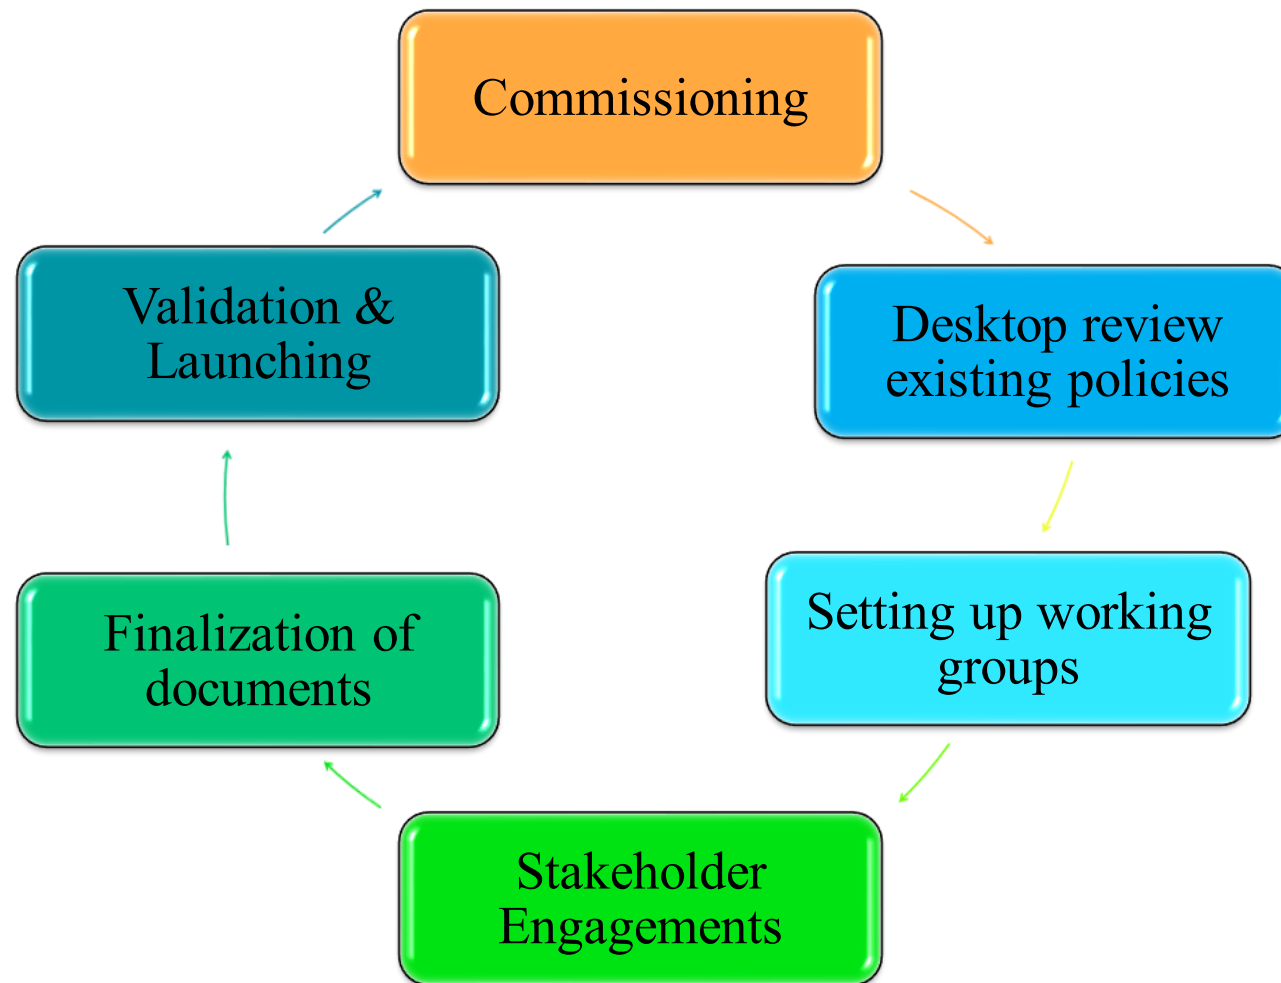 Commissioning
Desktop review
existing policies
Setting up working
groups
Stakeholder
Engagements
Finalization of
documents
Validation &
Launching